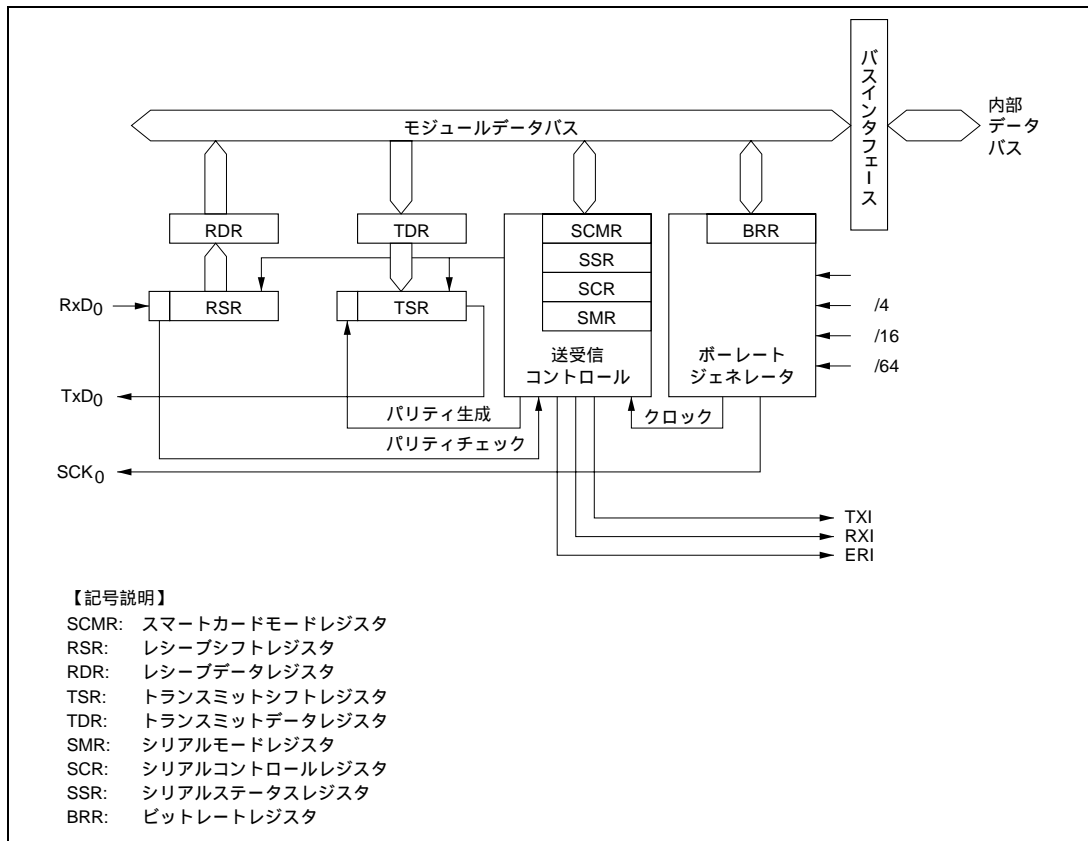 バスインタフェース
内部
データ
バス
モジュールデータバス
RDR
TDR
SCMR
BRR
SSR
SCR
SMR
RxD0
RSR
TSR
/4
/16
/64
送受信
コントロール
ボーレート
ジェネレータ
TxD0
パリティ生成
クロック
パリティチェック
SCK0
TXI
RXI
ERI
【記号説明】
SCMR: スマートカードモードレジスタ
RSR: レシーブシフトレジスタ
RDR: レシーブデータレジスタ
TSR: トランスミットシフトレジスタ
TDR: トランスミットデータレジスタ
SMR: シリアルモードレジスタ
SCR: シリアルコントロールレジスタ
SSR: シリアルステータスレジスタ
BRR: ビットレートレジスタ